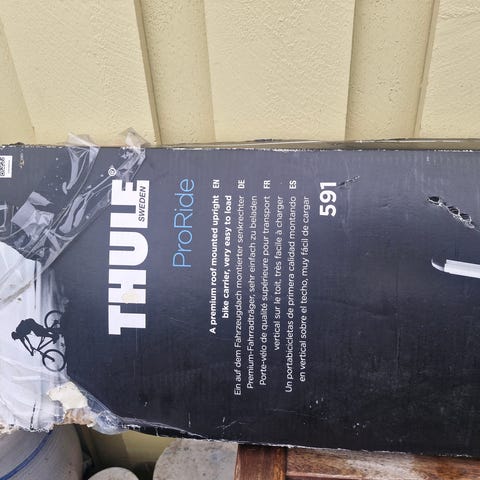 THULE®
SWEDEN
ProRide
A premium roof mounted upright EN
bike carrier, very easy to load
Ein auf dem Fahrzeugdach montierter senkrechter DE
Premium-Fahrradträger, sehr einfach zu beladen
Porte-vélo de qualité supérieure pour transport FR
vertical sur le toit, très facile à charger
Un portabicicletas de primera calidad montando ES
en vertical sobre el techo, muy fácil de cargar
591